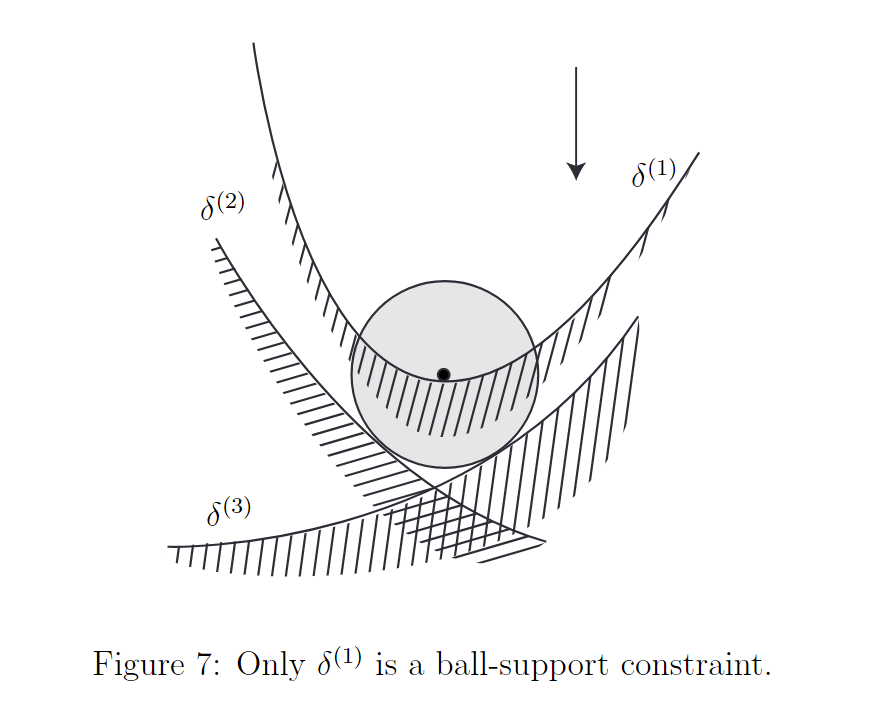 δ(1)
δ(2)
δ(3)
Figure 7: Only δ(1) is a ball-support constraint.